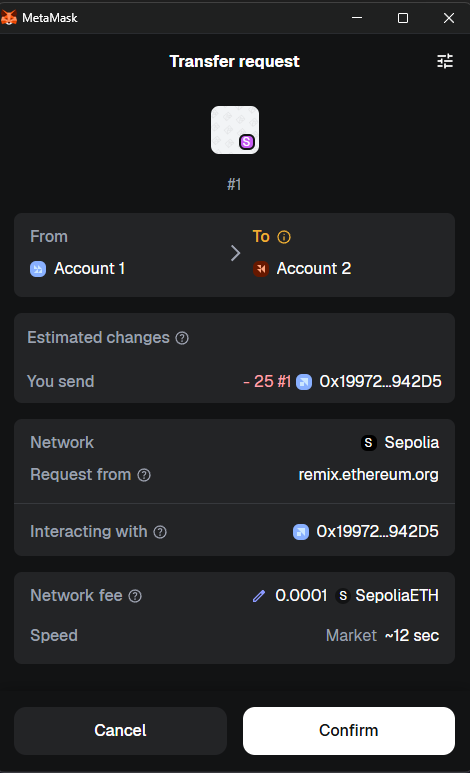 MetaMask
Transfer request
S
#1
From
To
Account 1
Account 2
Estimated changes
You send - 25 #1 0x19972...942D5
Network S Sepolia
Request from remix.ethereum.org
Interacting with 0x19972...942D5
Network fee 0.0001 S SepoliaETH
Speed Market ~12 sec
Cancel Confirm